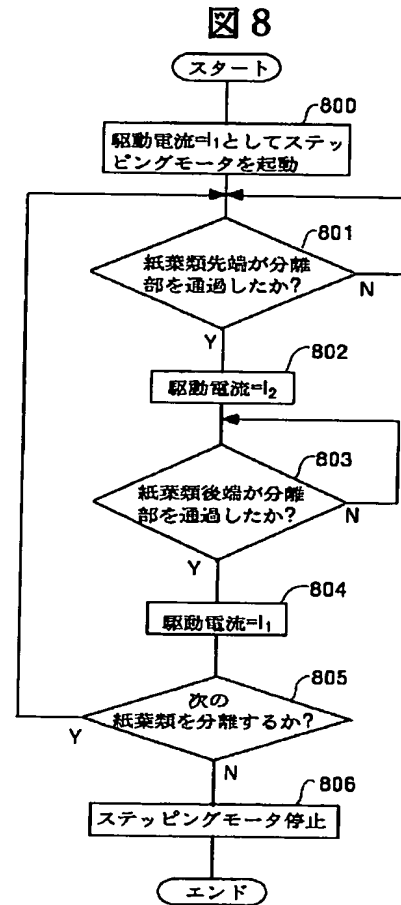 図 8
スタート
800
駆動電流=I₁としてステッ
ピングモータを起動
801
紙葉類先端が分離
部を通過したか?
N
Y
802
駆動電流=I₂
803
紙葉類後端が分離
部を通過したか?
N
Y
804
駆動電流=I₁
805
次の
紙葉類を分離するか?
Y
N
806
ステッピングモータ停止
エンド